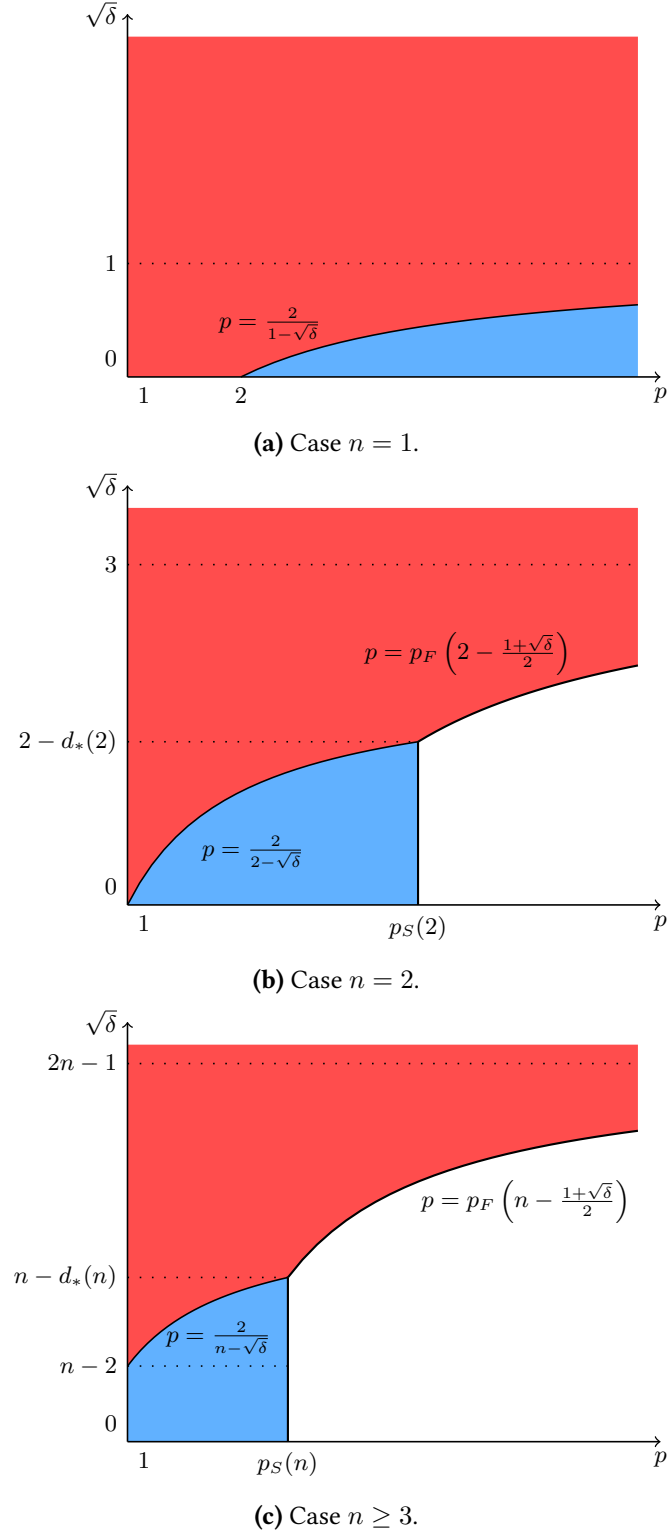 √δ
1
p = 2/(1−√δ)
0
1 2 p
(a) Case n = 1.
√δ
3
p = p_F (2 − (1+√δ)/2)
2 − d_*(2)
p = 2/(2−√δ)
0
1 p_S(2) p
(b) Case n = 2.
√δ
2n − 1
p = p_F (n − (1+√δ)/2)
n − d_*(n)
p = 2/(n−√δ)
n − 2
0
1 p_S(n) p
(c) Case n ≥ 3.